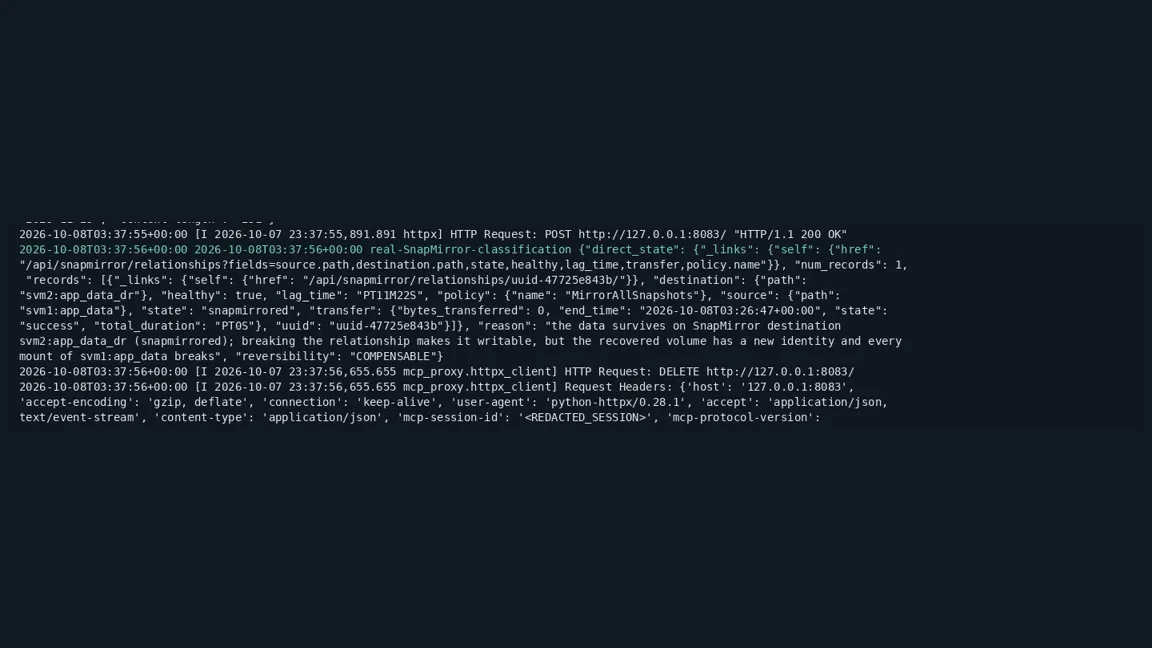 2026-10-08T03:37:55+00:00 [I 2026-10-07 23:37:55,891.891 httpx] HTTP Request: POST http://127.0.0.1:8083/ "HTTP/1.1 200 OK"
2026-10-08T03:37:56+00:00 2026-10-08T03:37:56+00:00 real-SnapMirror-classification {"direct_state": {"_links": {"self": {"href":
"/api/snapmirror/relationships?fields=source.path,destination.path,state,healthy,lag_time,transfer,policy.name"}}, "num_records": 1,
"records": [{"_links": {"self": {"href": "/api/snapmirror/relationships/uuid-47725e843b/"}}, "destination": {"path":
"svm2:app_data_dr"}, "healthy": true, "lag_time": "PT11M22S", "policy": {"name": "MirrorAllSnapshots"}, "source": {"path":
"svm1:app_data"}, "state": "snapmirrored", "transfer": {"bytes_transferred": 0, "end_time": "2026-10-08T03:26:47+00:00", "state":
"success", "total_duration": "PT0S"}, "uuid": "uuid-47725e843b"}]}, "reason": "the data survives on SnapMirror destination
svm2:app_data_dr (snapmirrored); breaking the relationship makes it writable, but the recovered volume has a new identity and every
mount of svm1:app_data breaks", "reversibility": "COMPENSABLE"}
2026-10-08T03:37:56+00:00 [I 2026-10-07 23:37:56,655.655 mcp_proxy.httpx_client] HTTP Request: DELETE http://127.0.0.1:8083/
2026-10-08T03:37:56+00:00 [I 2026-10-07 23:37:56,655.655 mcp_proxy.httpx_client] Request Headers: {'host': '127.0.0.1:8083',
'accept-encoding': 'gzip, deflate', 'connection': 'keep-alive', 'user-agent': 'python-httpx/0.28.1', 'accept': 'application/json,
text/event-stream', 'content-type': 'application/json', 'mcp-session-id': '<REDACTED_SESSION>', 'mcp-protocol-version':